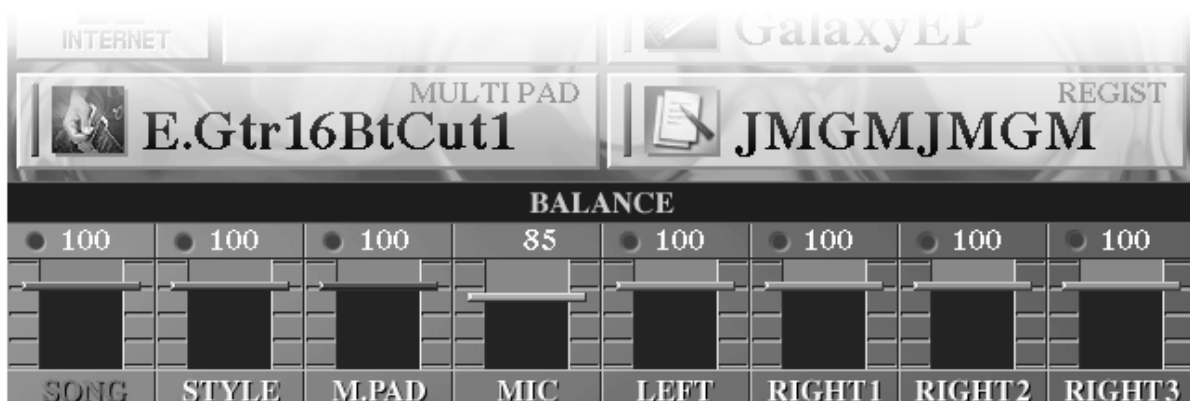 INTERNET
GalaxyEP
MULTI PAD
E.Gtr16BtCut1
REGIST
JMGMJMGM
BALANCE
100 100 100 85 100 100 100 100
SONG STYLE M.PAD MIC LEFT RIGHT1 RIGHT2 RIGHT3